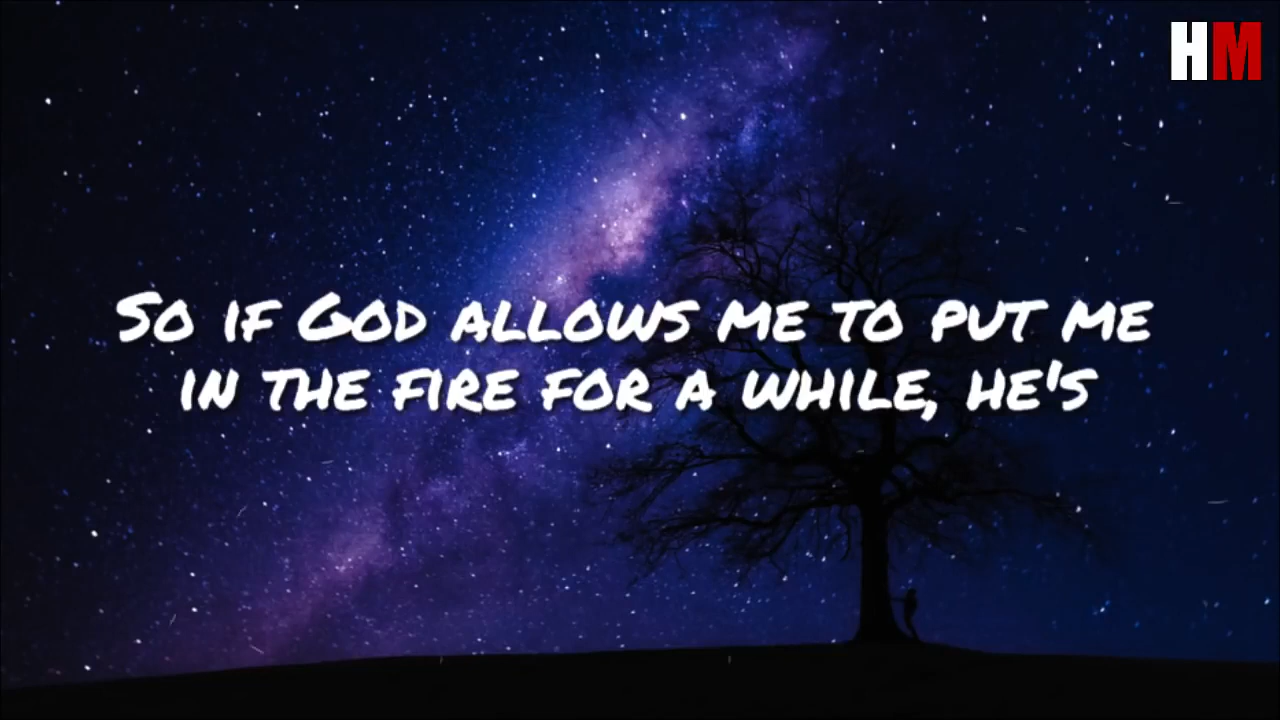 HM
So if God allows me to put me
in the fire for a while, he's